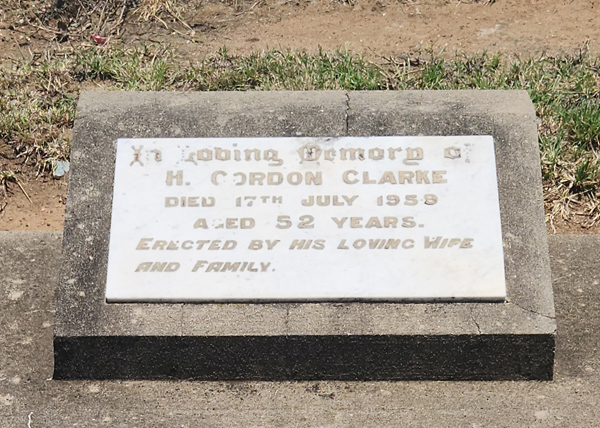 In Loving Memory of
H. GORDON CLARKE
DIED 17TH JULY 1959
AGED 52 YEARS.
ERECTED BY HIS LOVING WIFE
AND FAMILY.